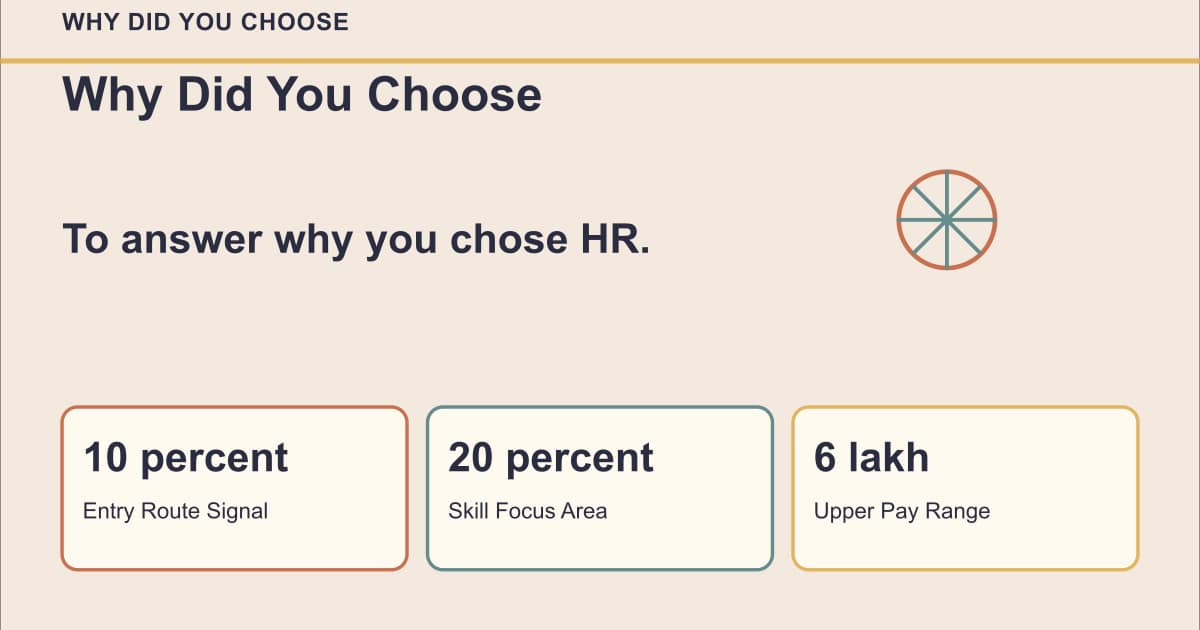 WHY DID YOU CHOOSE
Why Did You Choose
To answer why you chose HR.
10 percent
Entry Route Signal
20 percent
Skill Focus Area
6 lakh
Upper Pay Range